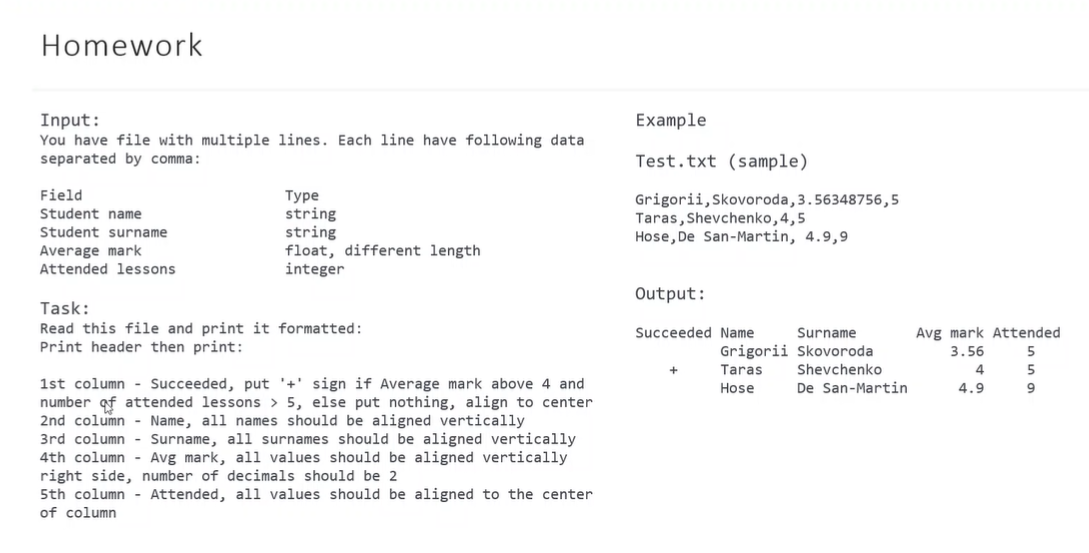 Homework
Input:
You have file with multiple lines. Each line have following data
separated by comma:
Field Type
Student name string
Student surname string
Average mark float, different length
Attended lessons integer
Task:
Read this file and print it formatted:
Print header then print:
1st column - Succeeded, put '+' sign if Average mark above 4 and
number of attended lessons > 5, else put nothing, align to center
2nd column - Name, all names should be aligned vertically
3rd column - Surname, all surnames should be aligned vertically
4th column - Avg mark, all values should be aligned vertically
right side, number of decimals should be 2
5th column - Attended, all values should be aligned to the center
of column
Example
Test.txt (sample)
Grigorii,Skovoroda,3.56348756,5
Taras,Shevchenko,4,5
Hose,De San-Martin, 4.9,9
Output:
Succeeded Name Surname Avg mark Attended
Grigorii Skovoroda 3.56 5
+ Taras Shevchenko 4 5
Hose De San-Martin 4.9 9